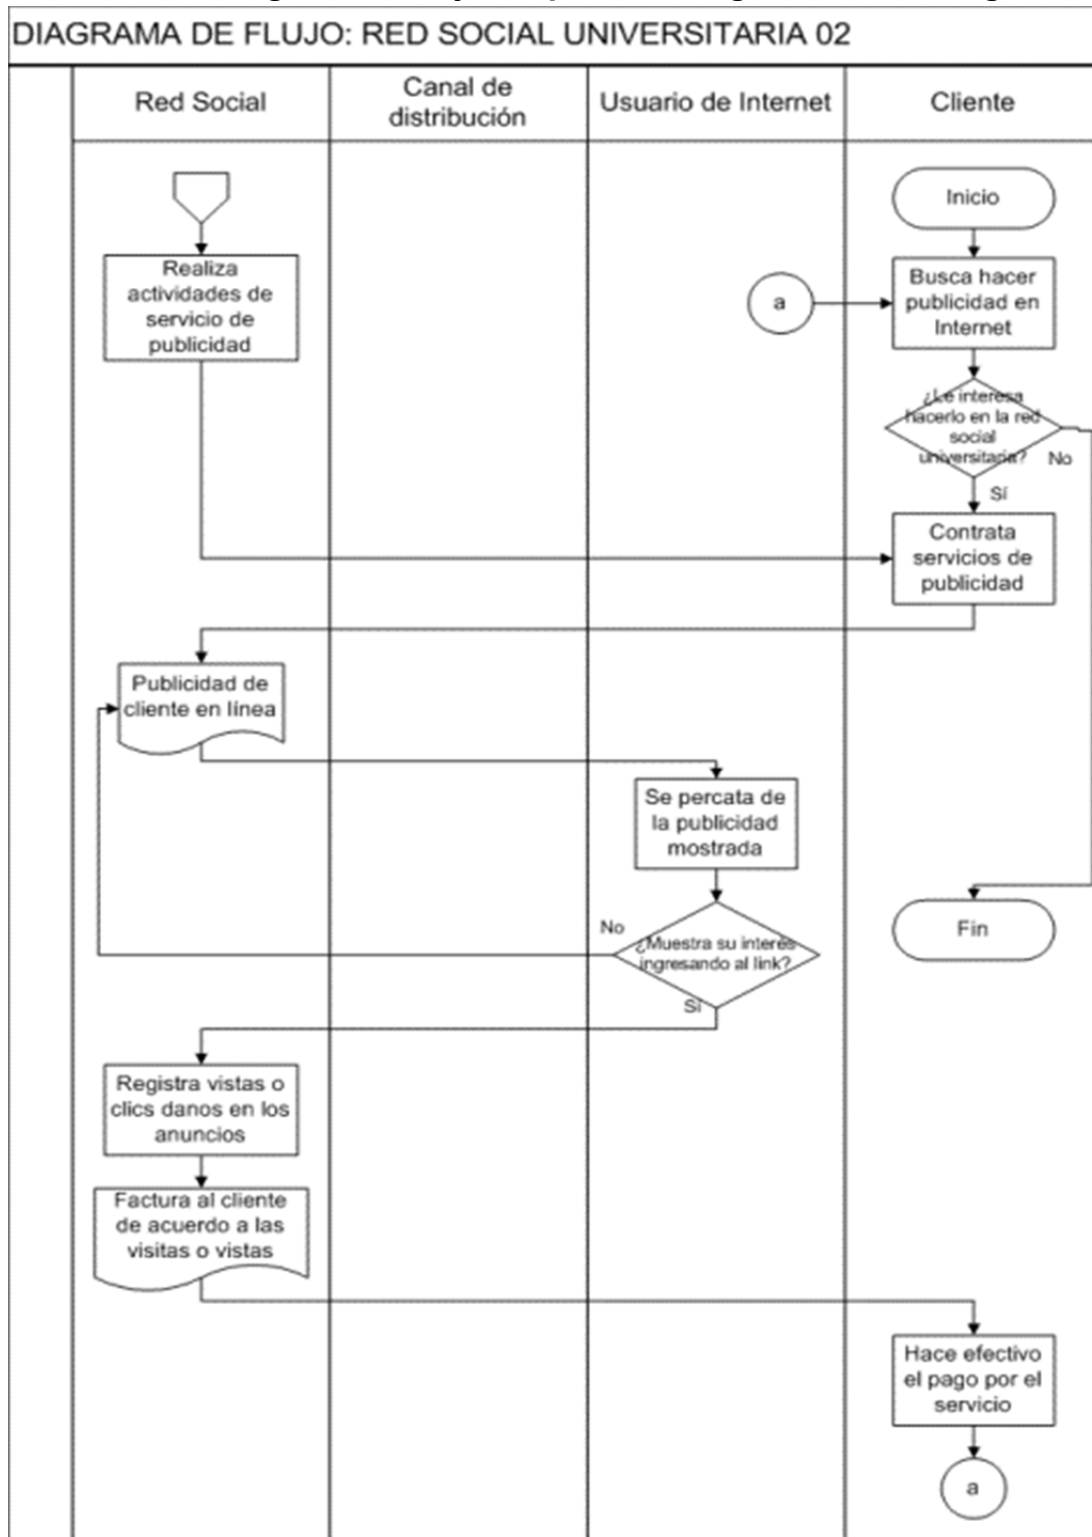 DIAGRAMA DE FLUJO: RED SOCIAL UNIVERSITARIA 02
Red Social
Canal de
distribución
Usuario de Internet
Cliente
Inicio
Realiza
actividades de
servicio de
publicidad
a
Busca hacer
publicidad en
Internet
¿Le interesa
hacerlo en la red
social
universitaria?
No
Sí
Contrata
servicios de
publicidad
Publicidad de
cliente en línea
Se percata de
la publicidad
mostrada
No
¿Muestra su interés
ingresando al link?
Sí
Fin
Registra vistas o
clics danos en los
anuncios
Factura al cliente
de acuerdo a las
visitas o vistas
Hace efectivo
el pago por el
servicio
a